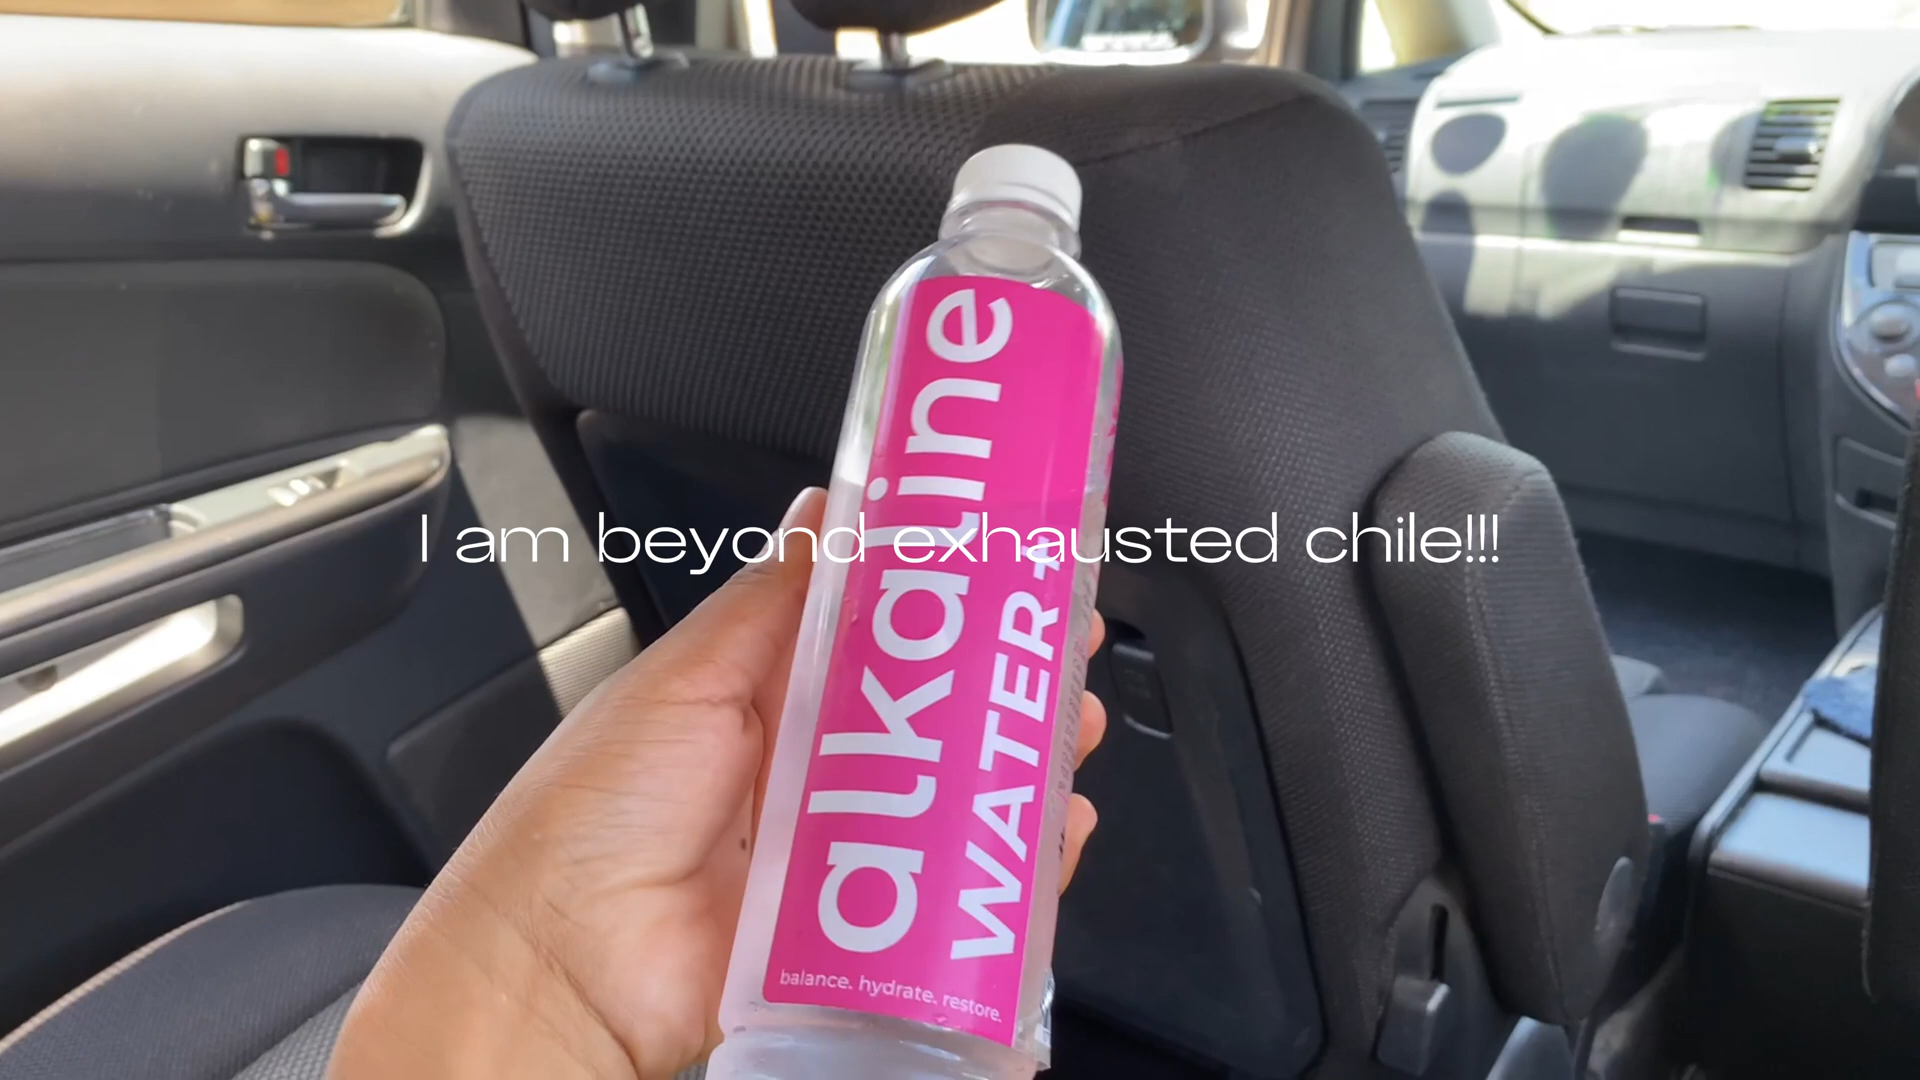 I am beyond exhausted chile!!!
alkaline
WATER+
balance. hydrate. restore.